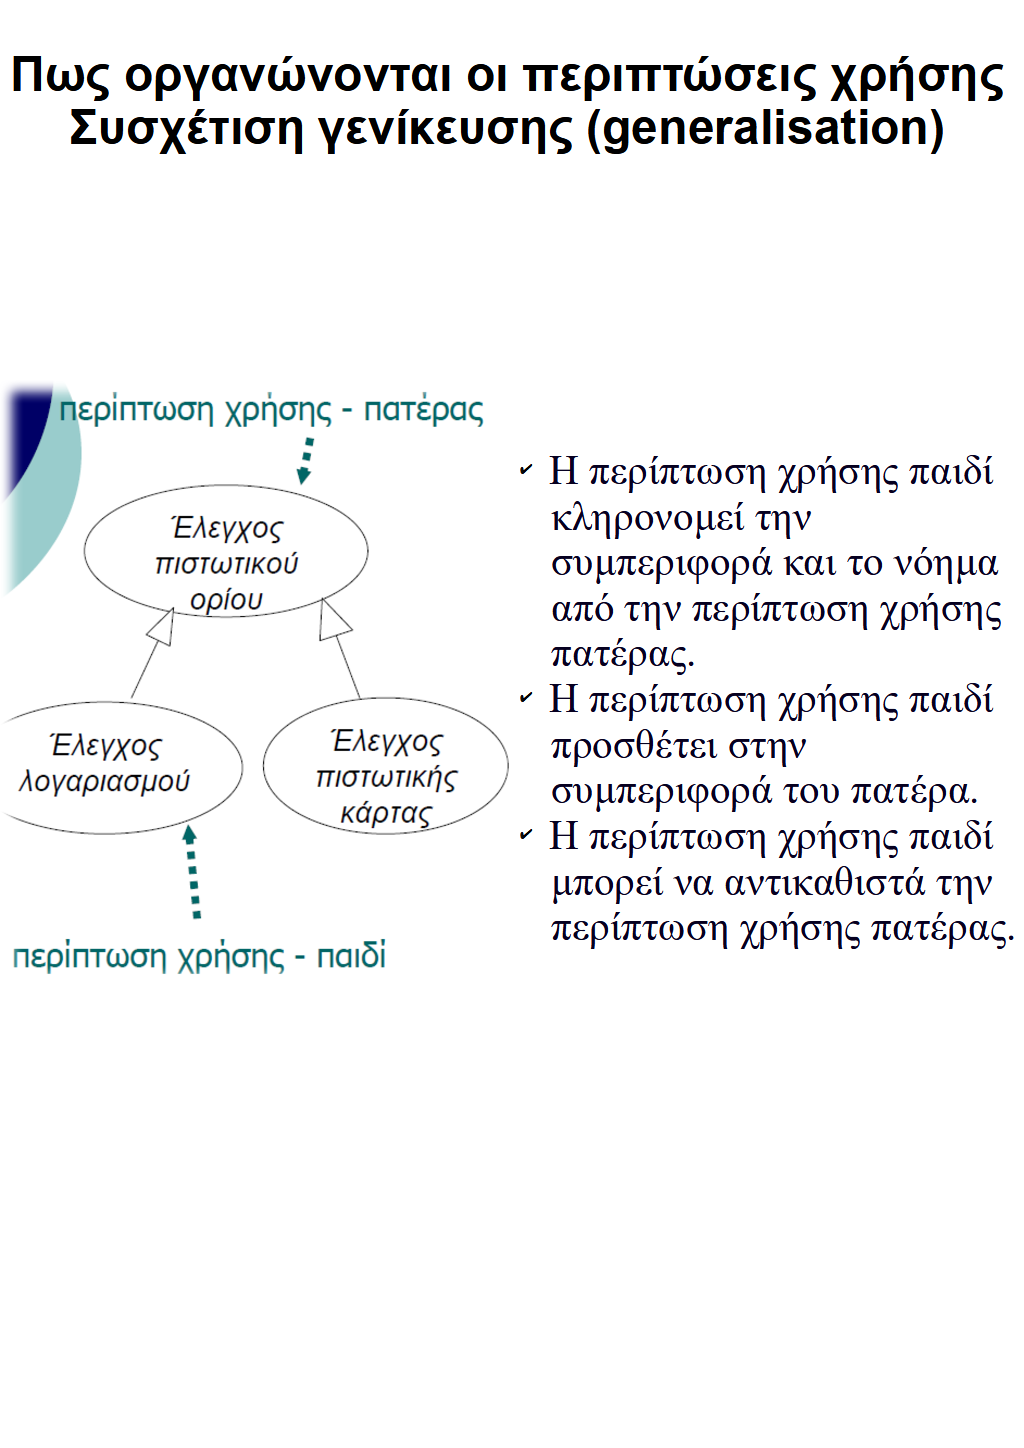 Πως οργανώνονται οι περιπτώσεις χρήσης
Συσχέτιση γενίκευσης (generalisation)
περίπτωση χρήσης - πατέρας
Έλεγχος
πιστωτικού
ορίου
Έλεγχος
λογαριασμού
Έλεγχος
πιστωτικής
κάρτας
περίπτωση χρήσης - παιδί
✔ Η περίπτωση χρήσης παιδί
κληρονομεί την
συμπεριφορά και το νόημα
από την περίπτωση χρήσης
πατέρας.
✔ Η περίπτωση χρήσης παιδί
προσθέτει στην
συμπεριφορά του πατέρα.
✔ Η περίπτωση χρήσης παιδί
μπορεί να αντικαθιστά την
περίπτωση χρήσης πατέρας.